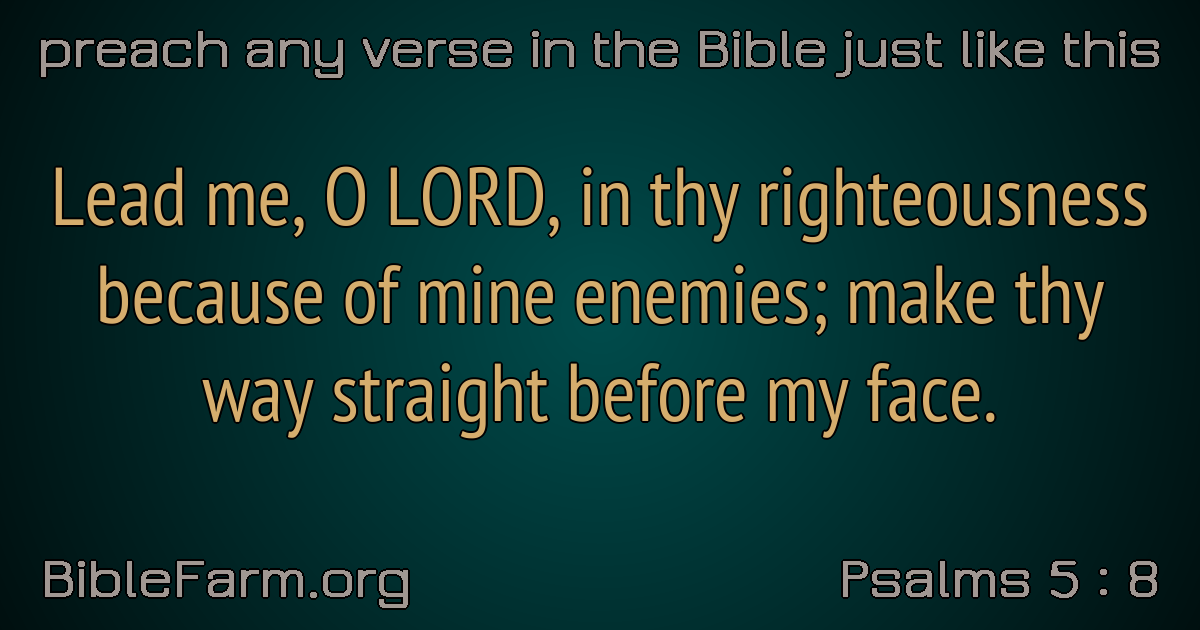 preach any verse in the Bible just like this
Lead me, O LORD, in thy righteousness
because of mine enemies; make thy
way straight before my face.
BibleFarm.org
Psalms 5 : 8